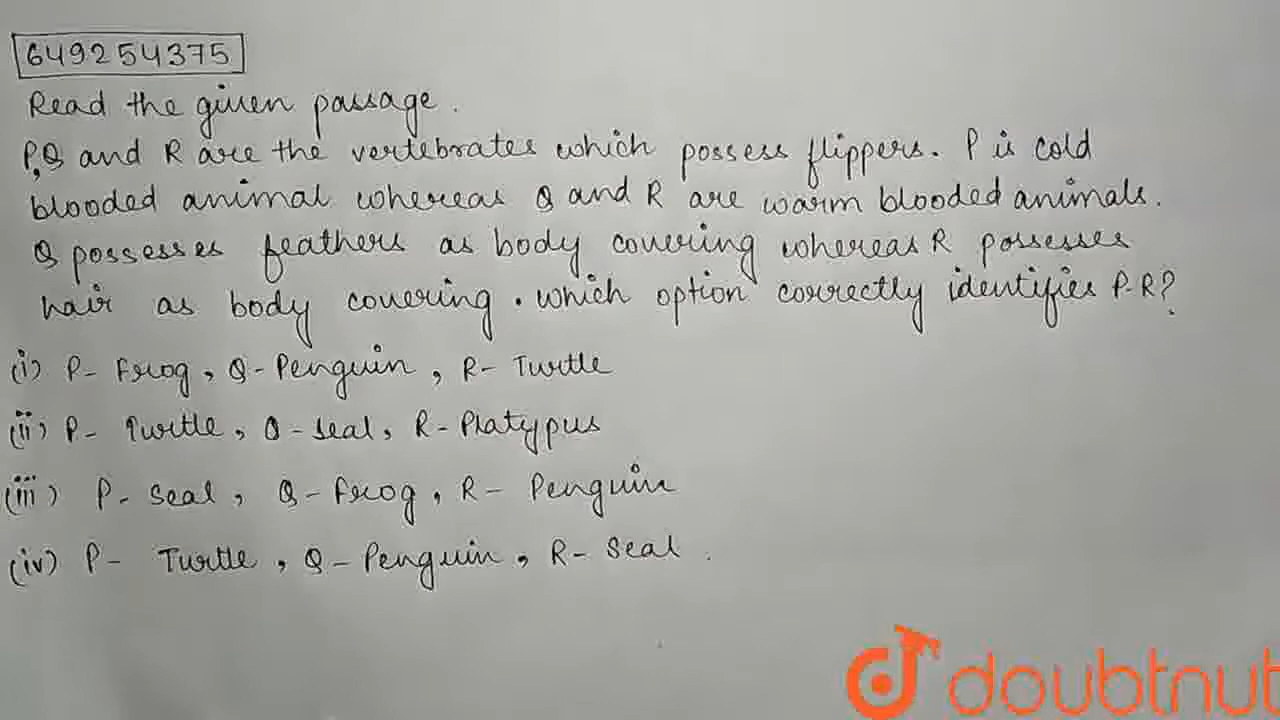 649254375
Read the given passage.
P,Q and R are the vertebrates which possess flippers. P is cold
blooded animal whereas Q and R are warm blooded animals.
Q possesses feathers as body covering whereas R possesses
hair as body covering. which option correctly identifies P-R?
(i) P- Frog, Q-Penguin, R- Turtle
(ii) P- Turtle, Q-seal, R- Platypus
(iii) P- Seal, Q-Frog, R- Penguin
(iv) P- Turtle, Q-Penguin, R- Seal.
doubtnut